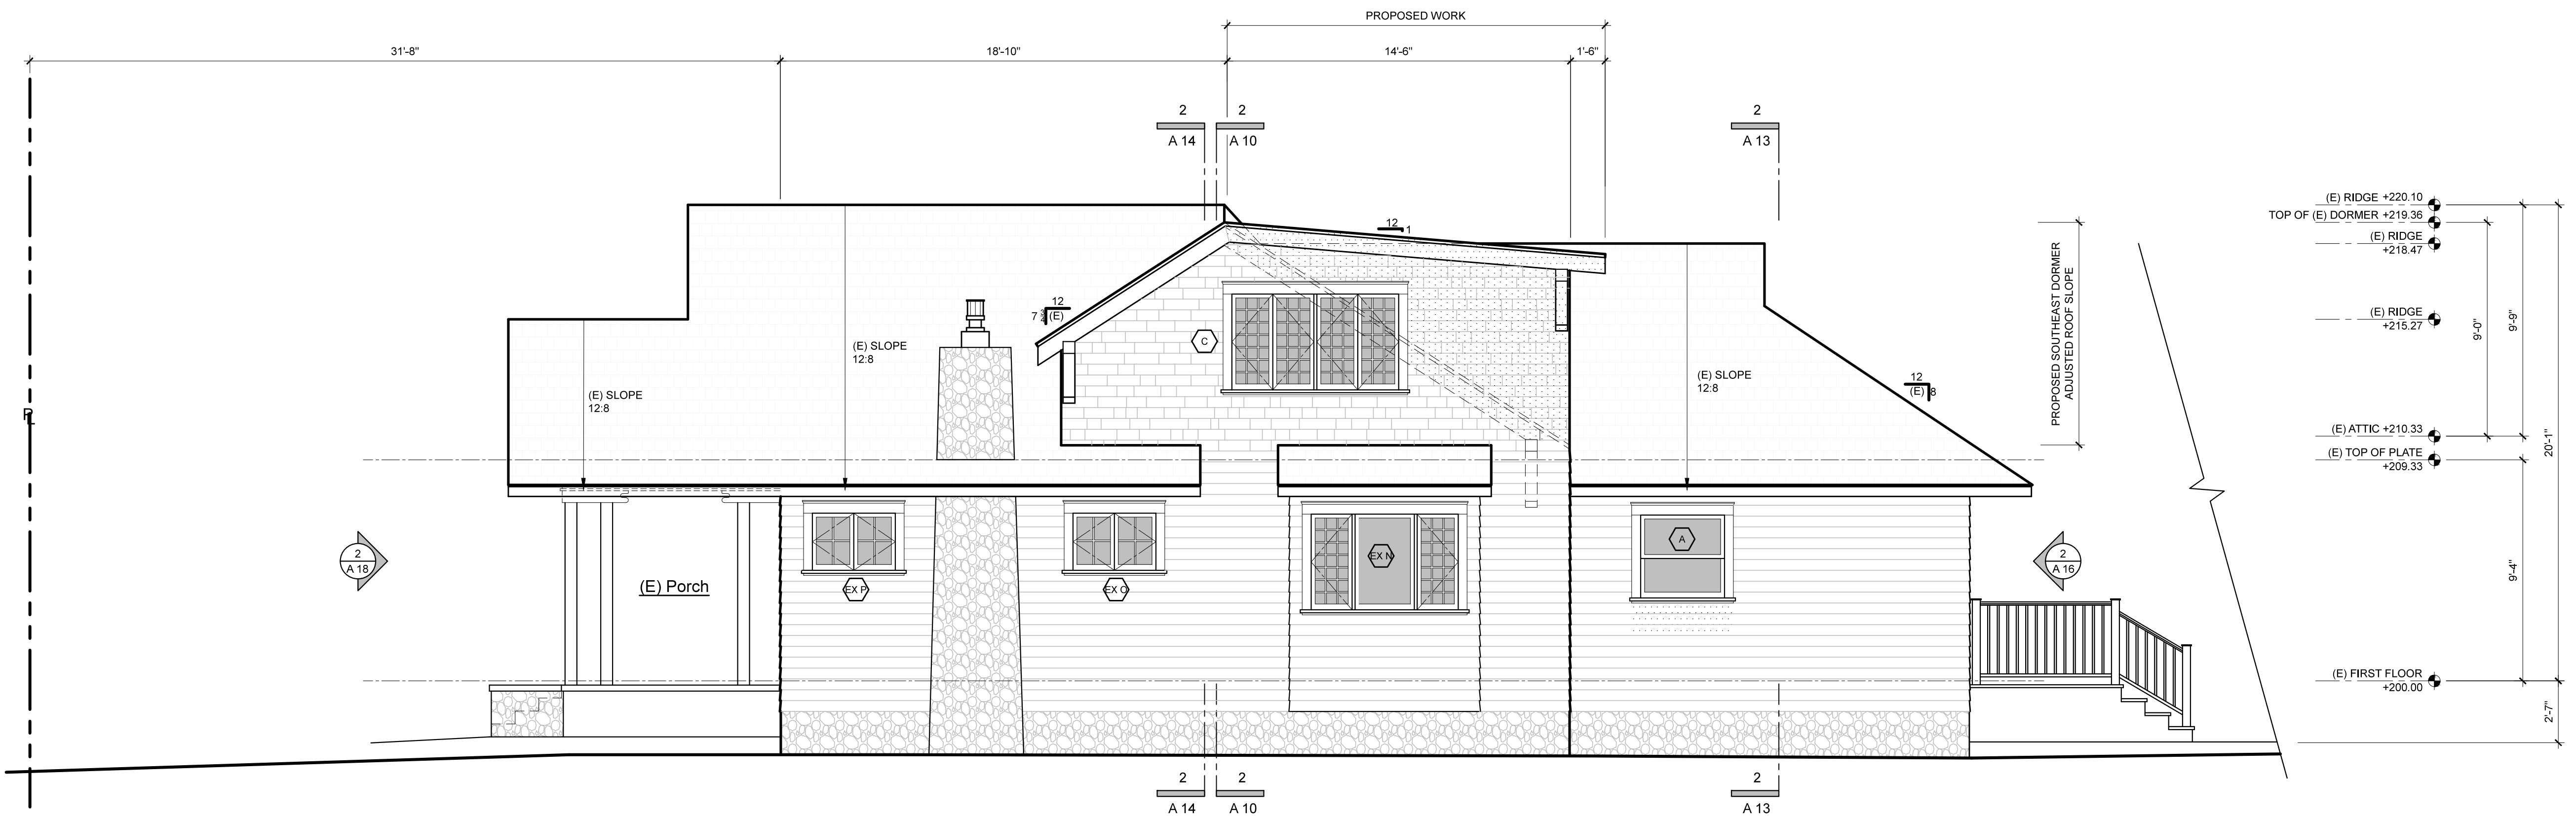 PROPOSED WORK
31'-8"
18'-10"
14'-6"
1'-6"
2
A 14
2
A 10
2
A 13
(E) RIDGE +220.10
TOP OF (E) DORMER +219.36
(E) RIDGE
+218.47
(E) RIDGE
+215.27
(E) ATTIC +210.33
(E) TOP OF PLATE
+209.33
(E) FIRST FLOOR
+200.00
9'-0"
9'-9"
20'-1"
9'-4"
2'-7"
PROPOSED SOUTHEAST DORMER
ADJUSTED ROOF SLOPE
12
1
12
7
(E)
C
(E) SLOPE
12:8
(E) SLOPE
12:8
(E) SLOPE
12:8
12
(E)
8
PL
2
A 18
(E) Porch
EX P
EX O
EX N
A
2
A 16
2
A 14
2
A 10
2
A 13